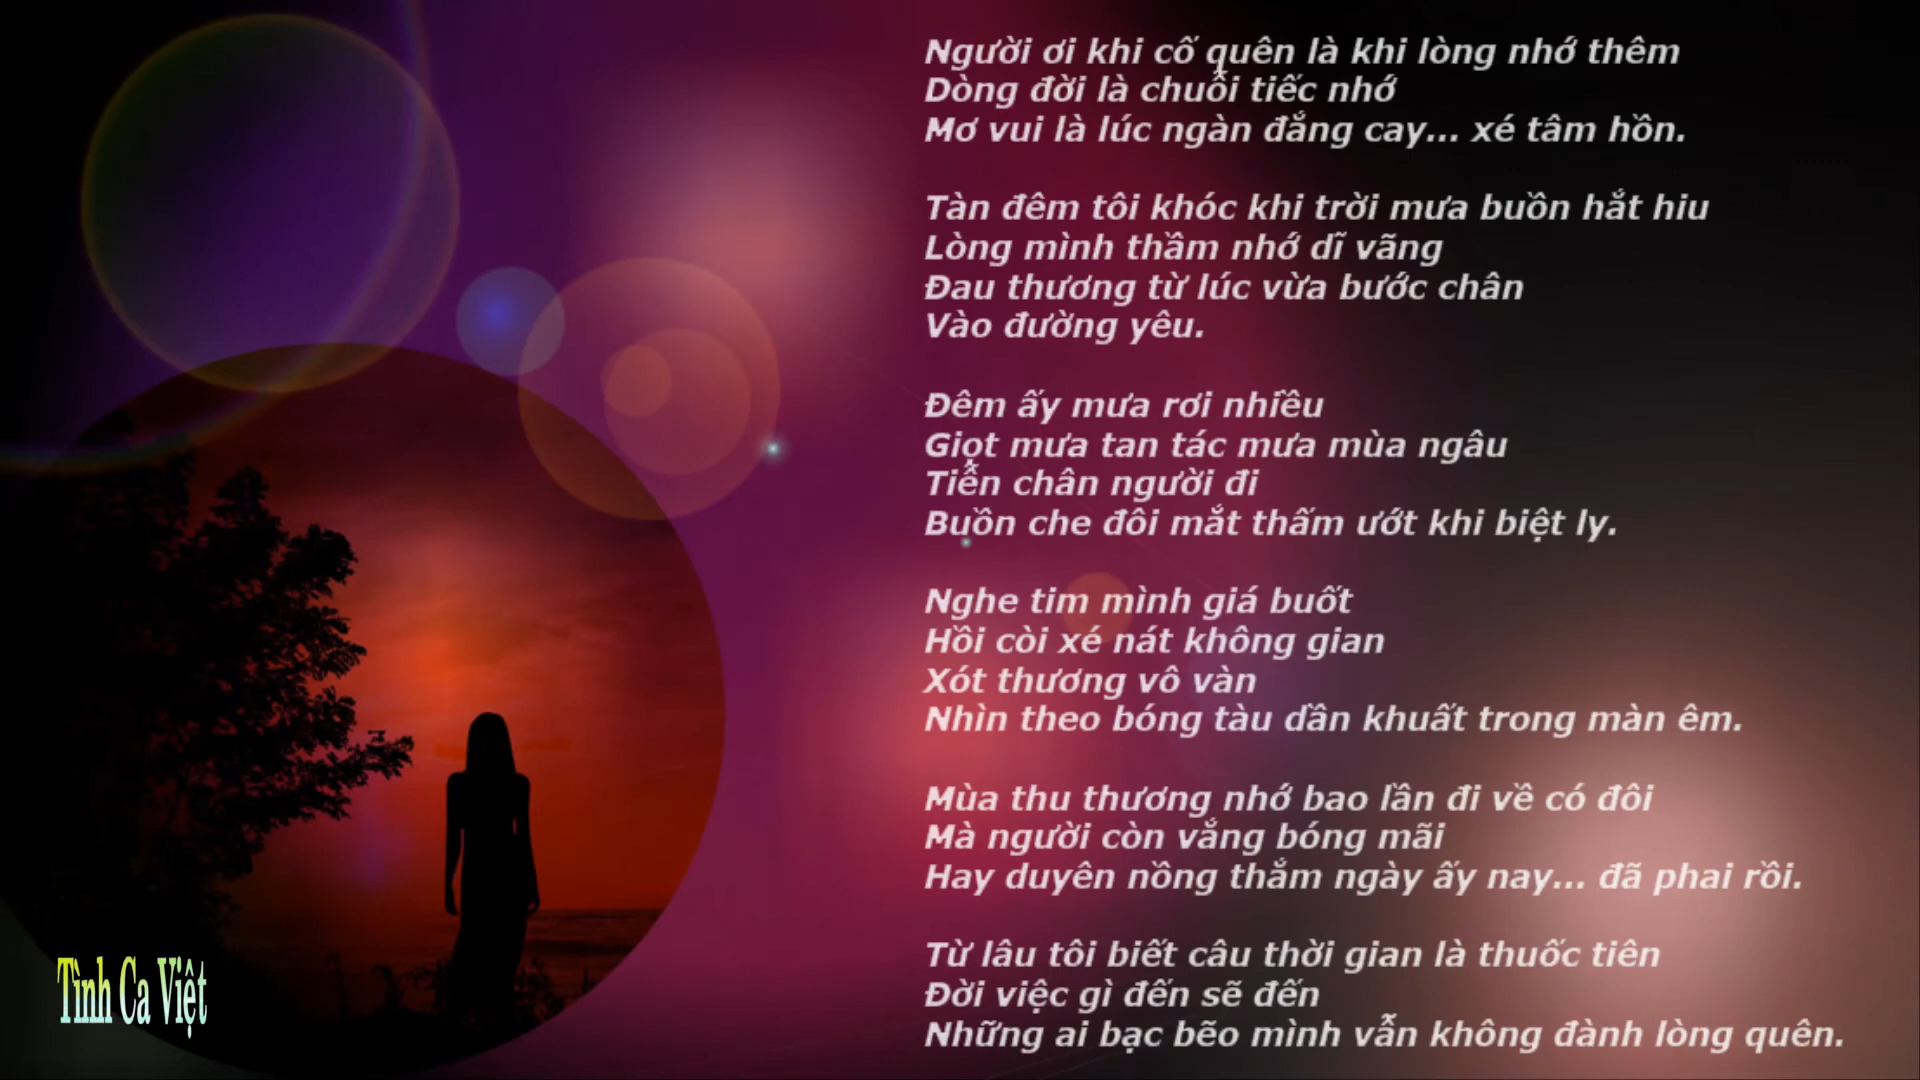 Người ơi khi cố quên là khi lòng nhớ thêm
Dòng đời là chuỗi tiếc nhớ
Mơ vui là lúc ngàn đắng cay... xé tâm hồn.
Tàn đêm tôi khóc khi trời mưa buồn hắt hiu
Lòng mình thầm nhớ dĩ vãng
Đau thương từ lúc vừa bước chân
Vào đường yêu.
Đêm ấy mưa rơi nhiều
Giọt mưa tan tác mưa mùa ngâu
Tiễn chân người đi
Buồn che đôi mắt thấm ướt khi biệt ly.
Nghe tim mình giá buốt
Hồi còi xé nát không gian
Xót thương vô vàn
Nhìn theo bóng tàu dần khuất trong màn êm.
Mùa thu thương nhớ bao lần đi về có đôi
Mà người còn vắng bóng mãi
Hay duyên nồng thắm ngày ấy nay... đã phai rồi.
Từ lâu tôi biết câu thời gian là thuốc tiên
Đời việc gì đến sẽ đến
Những ai bạc bẽo mình vẫn không đành lòng quên.
Tình Ca Việt